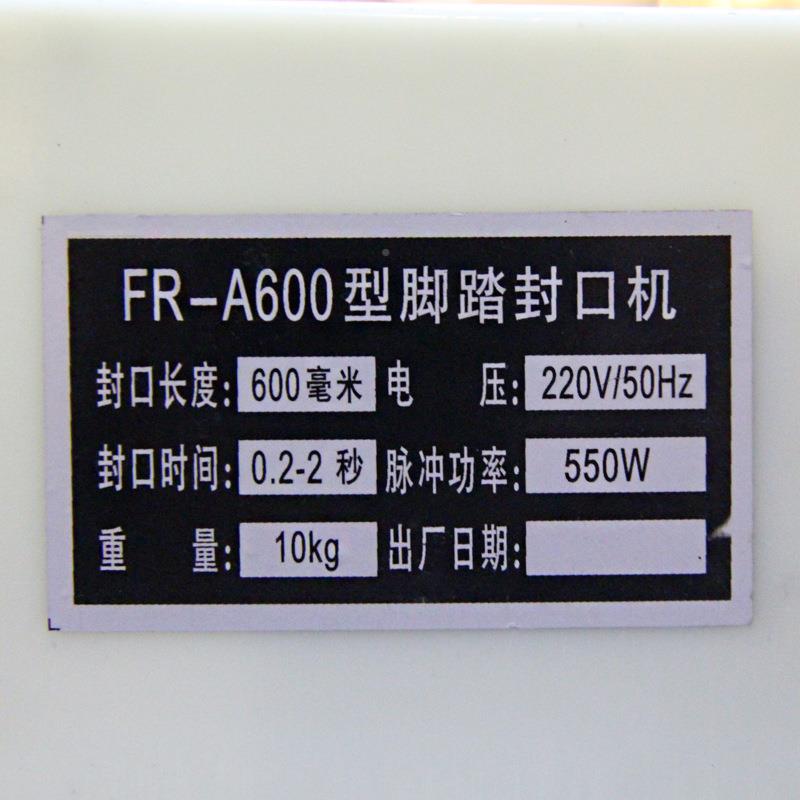 FR-A600型脚踏封口机
封口长度: 600毫米 电 压: 220V/50Hz
封口时间: 0.2-2 秒 脉冲功率: 550W
重 量: 10kg 出厂日期: